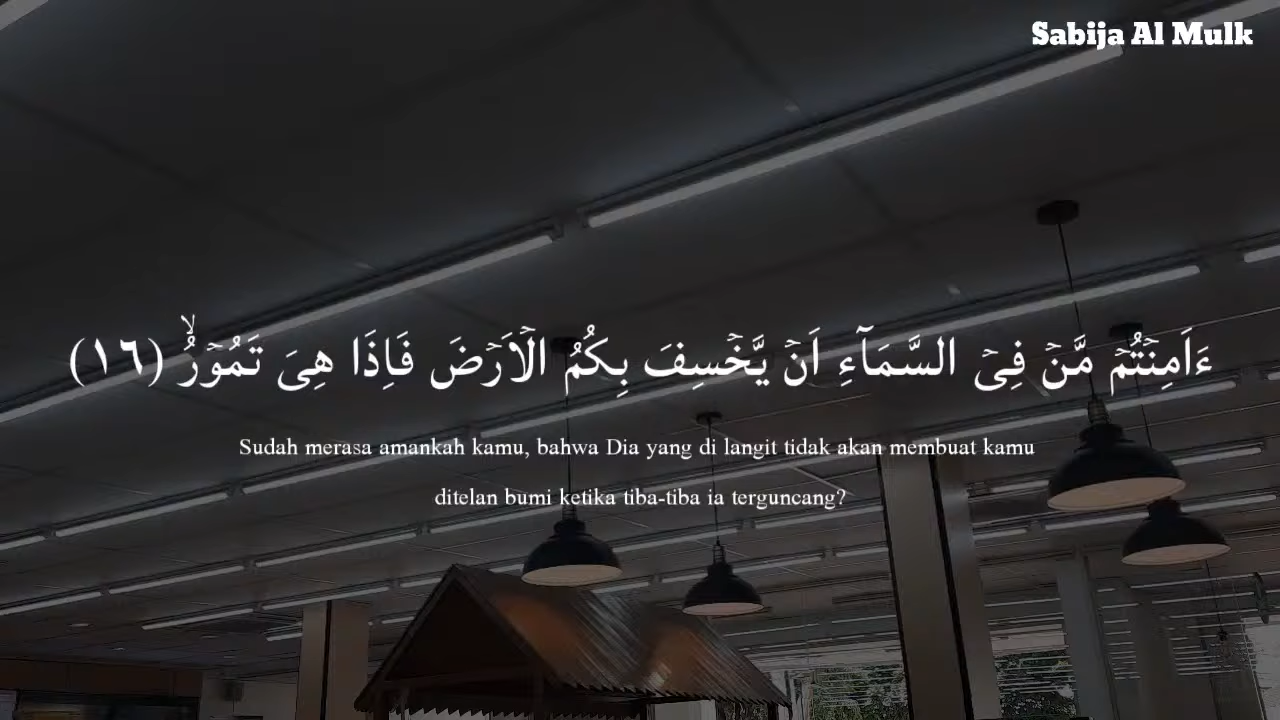 Sabija Al Mulk
ءَاَمِنْتُمْ مَّنْ فِى السَّمَآءِ اَنْ يَّخْسِفَ بِكُمُ الْاَرْضَ فَاِذَا هِىَ تَمُوْرُۙ (١٦)
Sudah merasa amankah kamu, bahwa Dia yang di langit tidak akan membuat kamu
ditelan bumi ketika tiba-tiba ia terguncang?